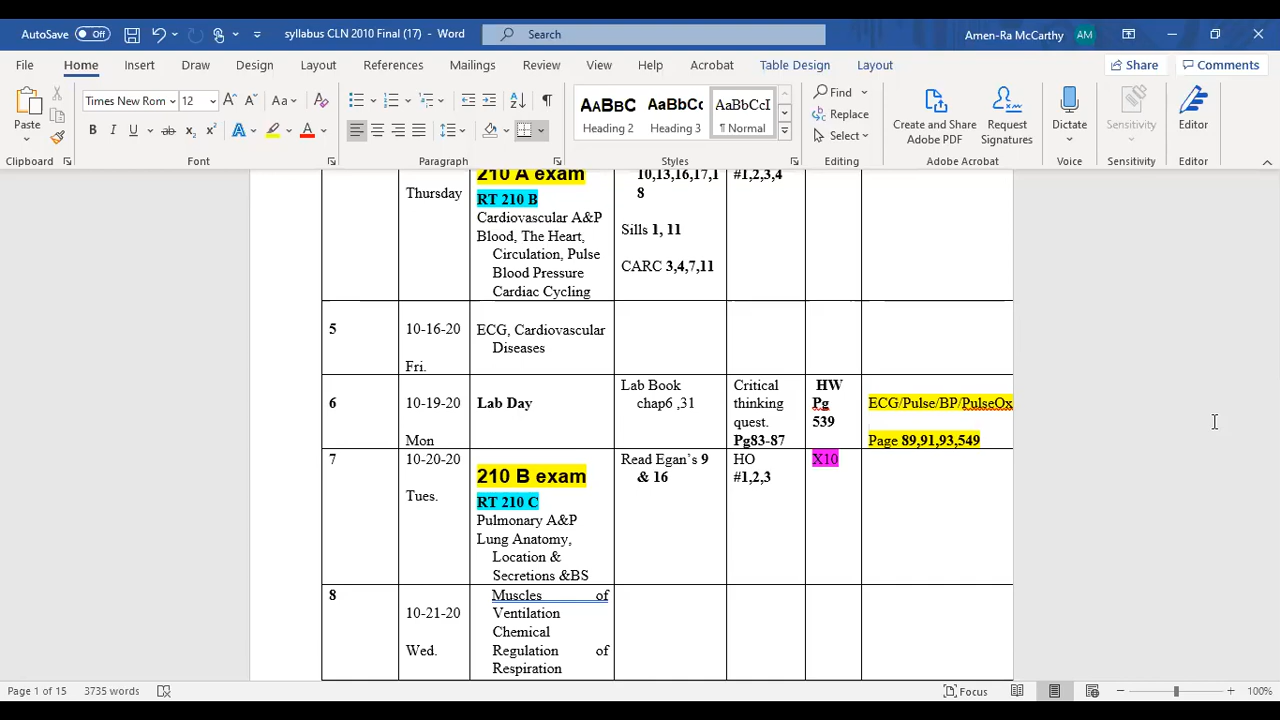 AutoSave Off syllabus CLN 2010 Final (17) - Word Search Amen-Ra McCarthy AM
File Home Insert Draw Design Layout References Mailings Review View Help Acrobat Table Design Layout Share Comments
Paste
Clipboard
Times New Rom 12 A A Aa A
B I U ab x₂ x² A A
Font
Paragraph
AABBC Heading 2
AABBCC Heading 3
AaBbCcI ¶ Normal
Styles
Find
Replace
Select
Editing
Create and Share Adobe PDF
Request Signatures
Adobe Acrobat
Dictate
Voice
Sensitivity
Sensitivity
Editor
Editor
Thursday
210 A exam
RT 210 B
Cardiovascular A&P
Blood, The Heart,
Circulation, Pulse
Blood Pressure
Cardiac Cycling
10,13,16,17,1
8
Sills 1, 11
CARC 3,4,7,11
#1,2,3,4
5
10-16-20
Fri.
ECG, Cardiovascular
Diseases
6
10-19-20
Mon
Lab Day
Lab Book
chap6 ,31
Critical
thinking
quest.
Pg83-87
HW
Pg
539
ECG/Pulse/BP/PulseOx
Page 89,91,93,549
7
10-20-20
Tues.
210 B exam
RT 210 C
Pulmonary A&P
Lung Anatomy,
Location &
Secretions &BS
Read Egan’s 9
& 16
HO
#1,2,3
X10
8
10-21-20
Wed.
Muscles of
Ventilation
Chemical
Regulation of
Respiration
Page 1 of 15 3735 words Focus 100%